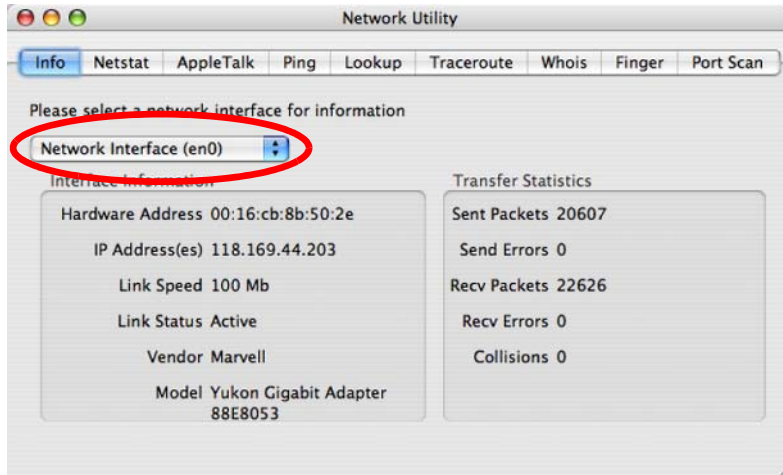 Network Utility
Info Netstat AppleTalk Ping Lookup Traceroute Whois Finger Port Scan
Please select a network interface for information
Network Interface (en0)
Interface Information
Hardware Address 00:16:cb:8b:50:2e
IP Address(es) 118.169.44.203
Link Speed 100 Mb
Link Status Active
Vendor Marvell
Model Yukon Gigabit Adapter
88E8053
Transfer Statistics
Sent Packets 20607
Send Errors 0
Recv Packets 22626
Recv Errors 0
Collisions 0